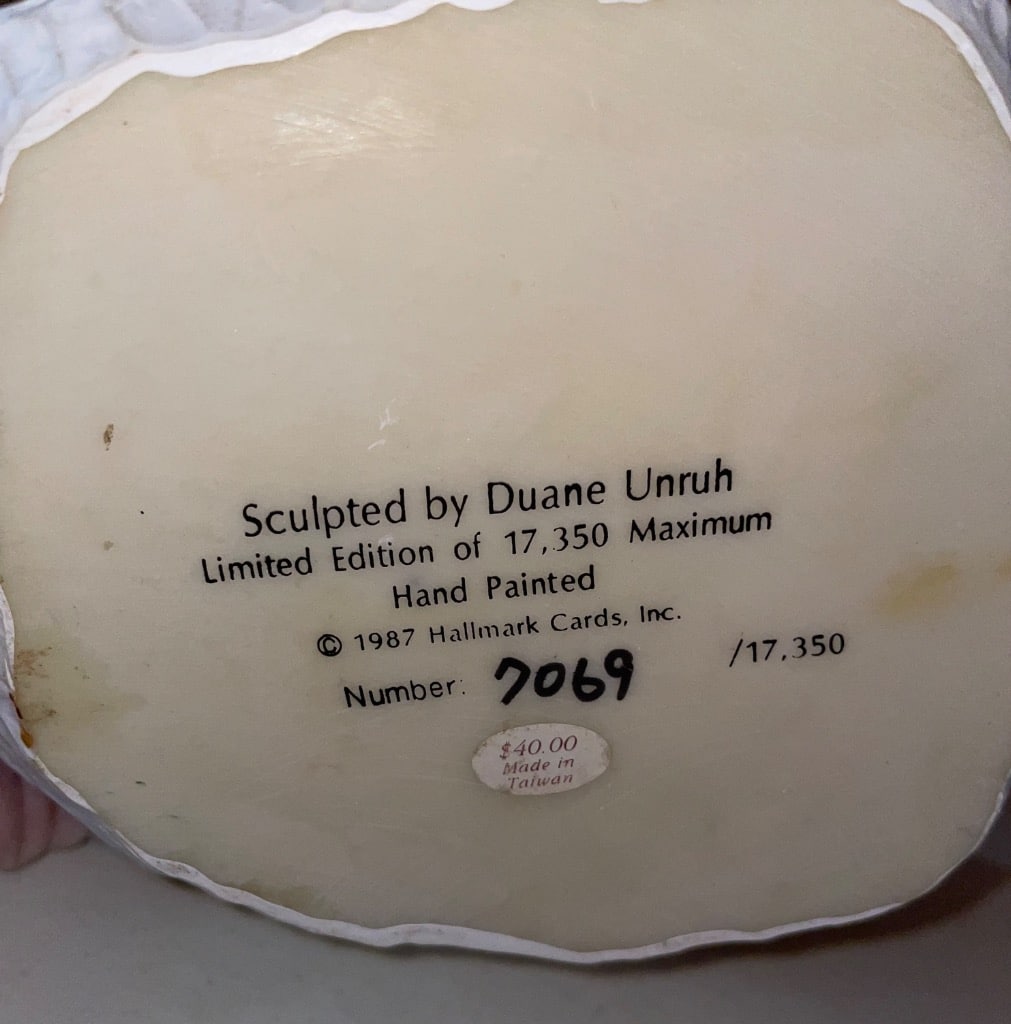 Sculpted by Duane Unruh
Limited Edition of 17,350 Maximum
Hand Painted
© 1987 Hallmark Cards, Inc.
Number: 7069 /17,350
$40.00
Made in
Taiwan